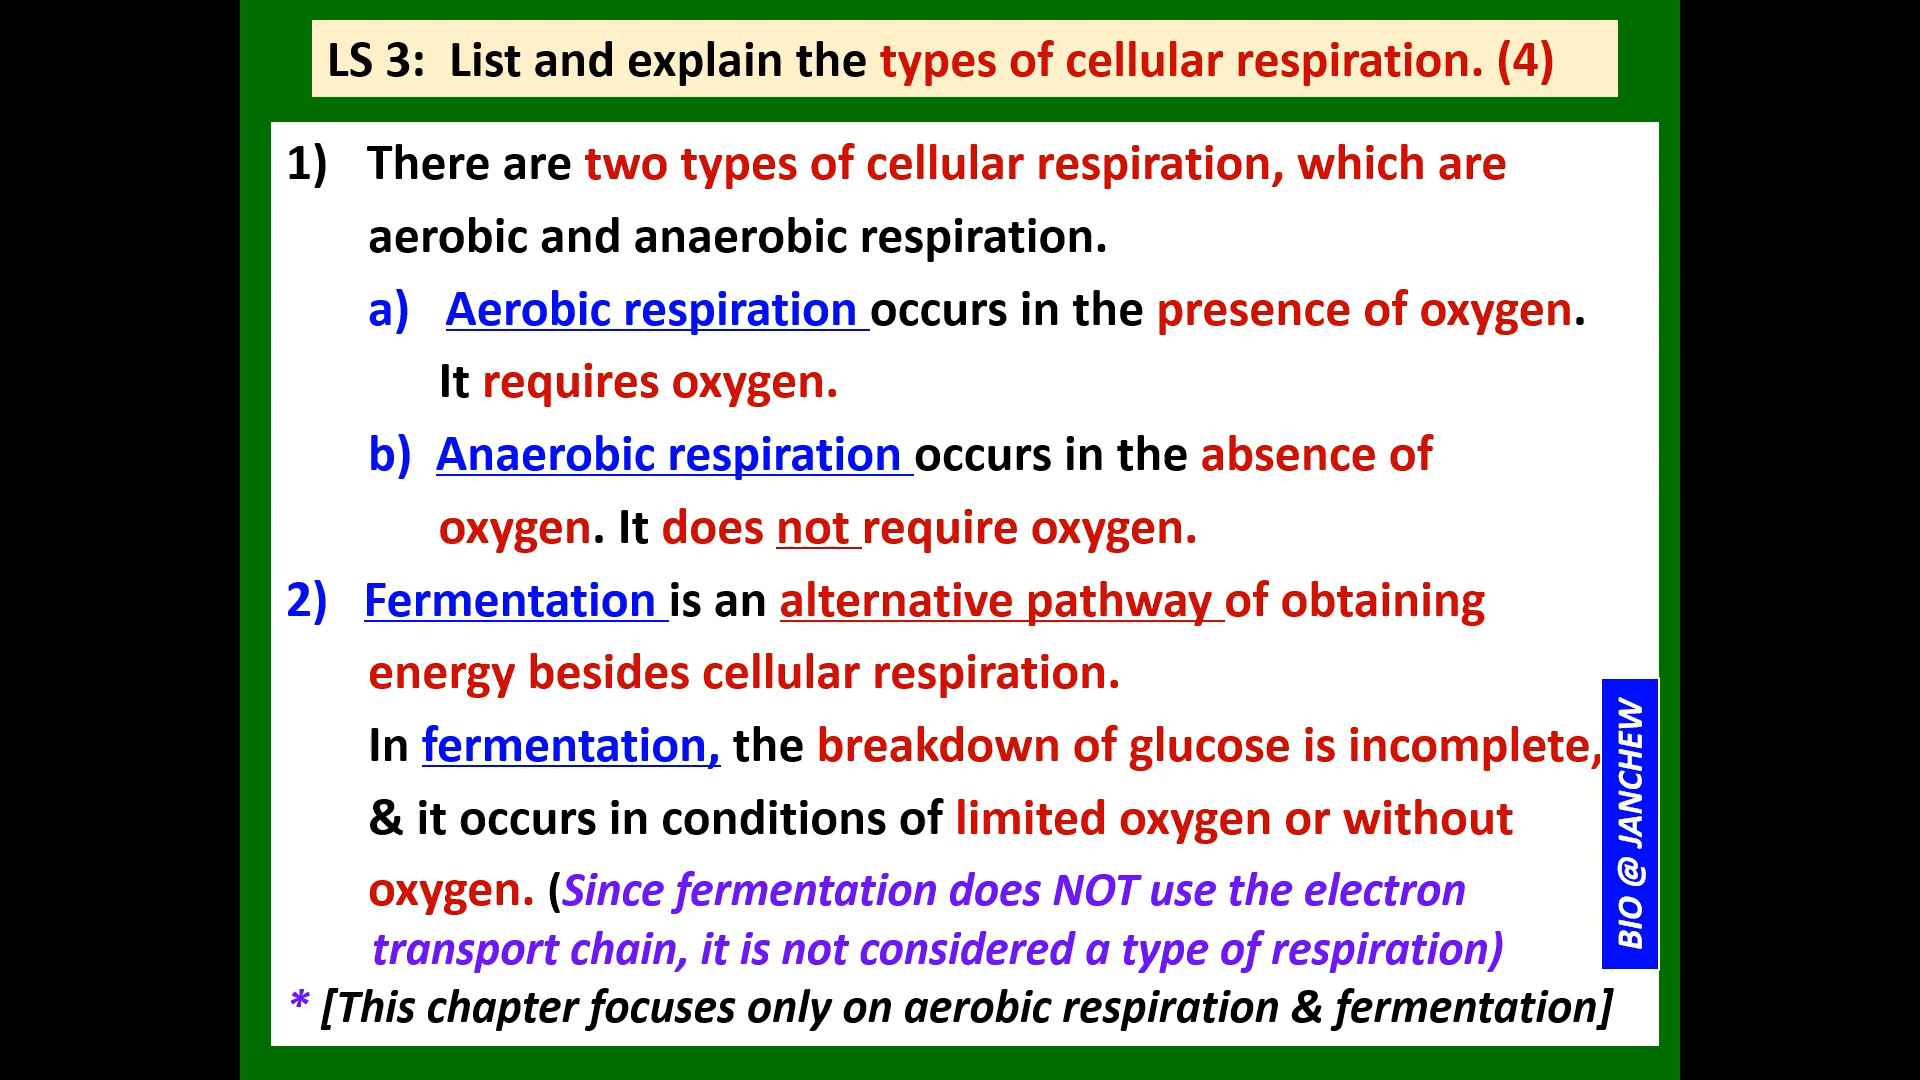 LS 3: List and explain the types of cellular respiration. (4)
1) There are two types of cellular respiration, which are
aerobic and anaerobic respiration.
a) Aerobic respiration occurs in the presence of oxygen.
It requires oxygen.
b) Anaerobic respiration occurs in the absence of
oxygen. It does not require oxygen.
2) Fermentation is an alternative pathway of obtaining
energy besides cellular respiration.
In fermentation, the breakdown of glucose is incomplete,
& it occurs in conditions of limited oxygen or without
oxygen. (Since fermentation does NOT use the electron
transport chain, it is not considered a type of respiration)
* [This chapter focuses only on aerobic respiration & fermentation]
BIO @ JANCHEW